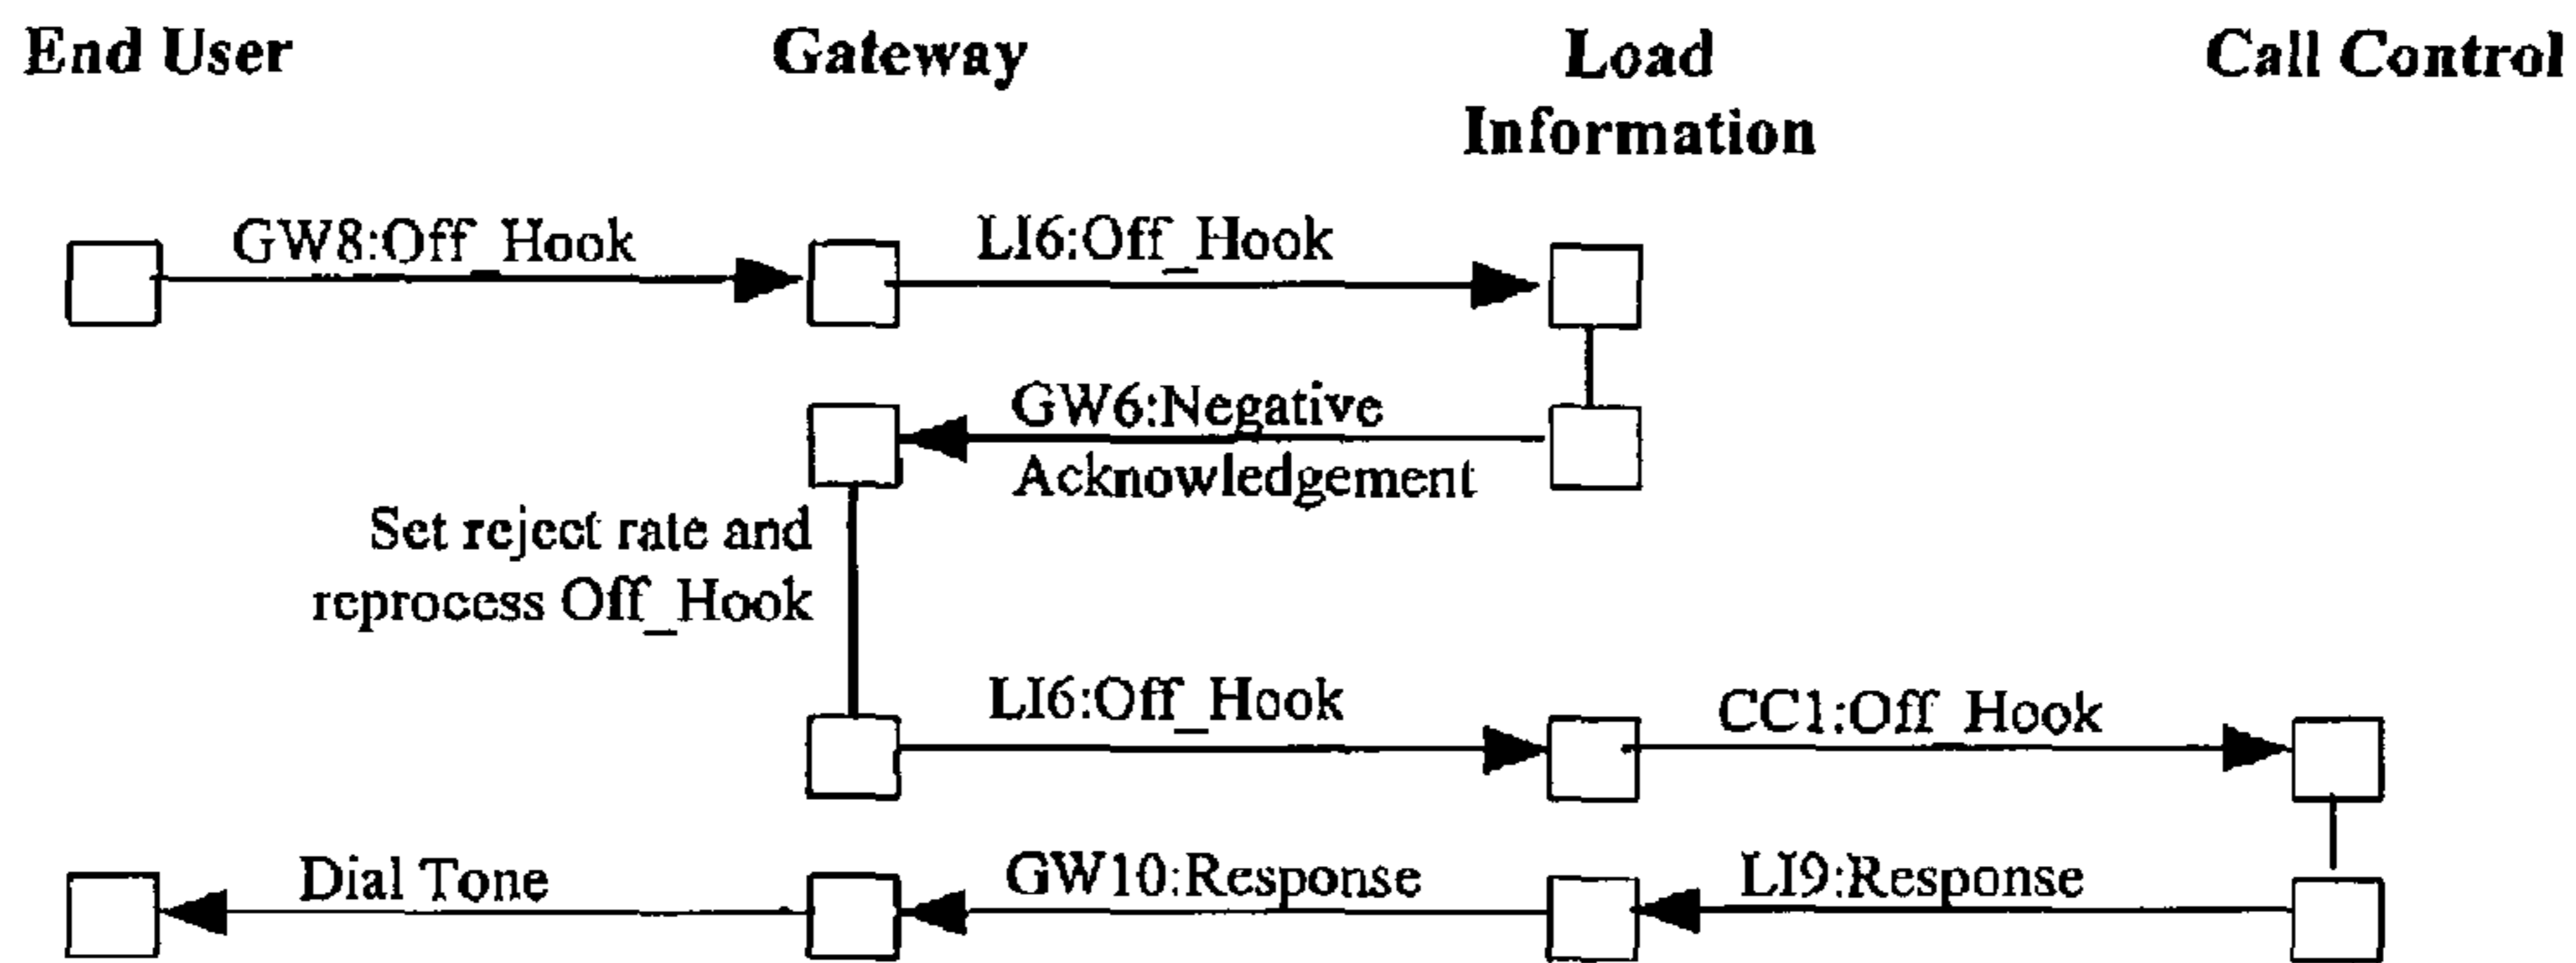 End User
Gateway
Load
Information
Call Control
GW8:Off_Hook
LI6:Off_Hook
GW6:Negative
Acknowledgement
Set reject rate and
reprocess Off_Hook
LI6:Off_Hook
CC1:Off_Hook
Dial Tone
GW10:Response
LI9:Response